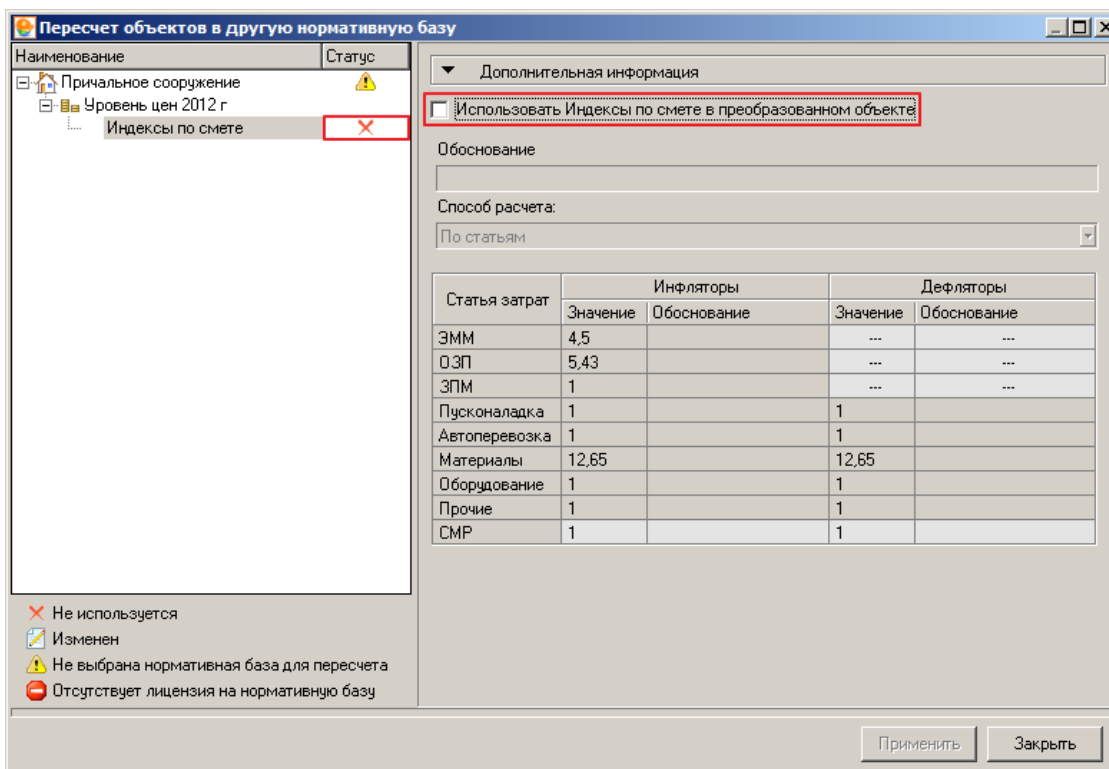 Пересчет объектов в другую нормативную базу
Наименование Статус
Причальное сооружение
Уровень цен 2012 г
Индексы по смете
Не используется
Изменен
Не выбрана нормативная база для пересчета
Отсутствует лицензия на нормативную базу
Дополнительная информация
Использовать Индексы по смете в преобразованном объекте
Обоснование
Способ расчета:
По статьям
Статья затрат Инфляторы Дефляторы
Значение Обоснование Значение Обоснование
ЭММ 4,5 --- ---
ОЗП 5,43 --- ---
ЗПМ 1 --- ---
Пусконаладка 1 1
Автоперевозка 1 1
Материалы 12,65 12,65
Оборудование 1 1
Прочие 1 1
СМР 1 1
Применить Закрыть